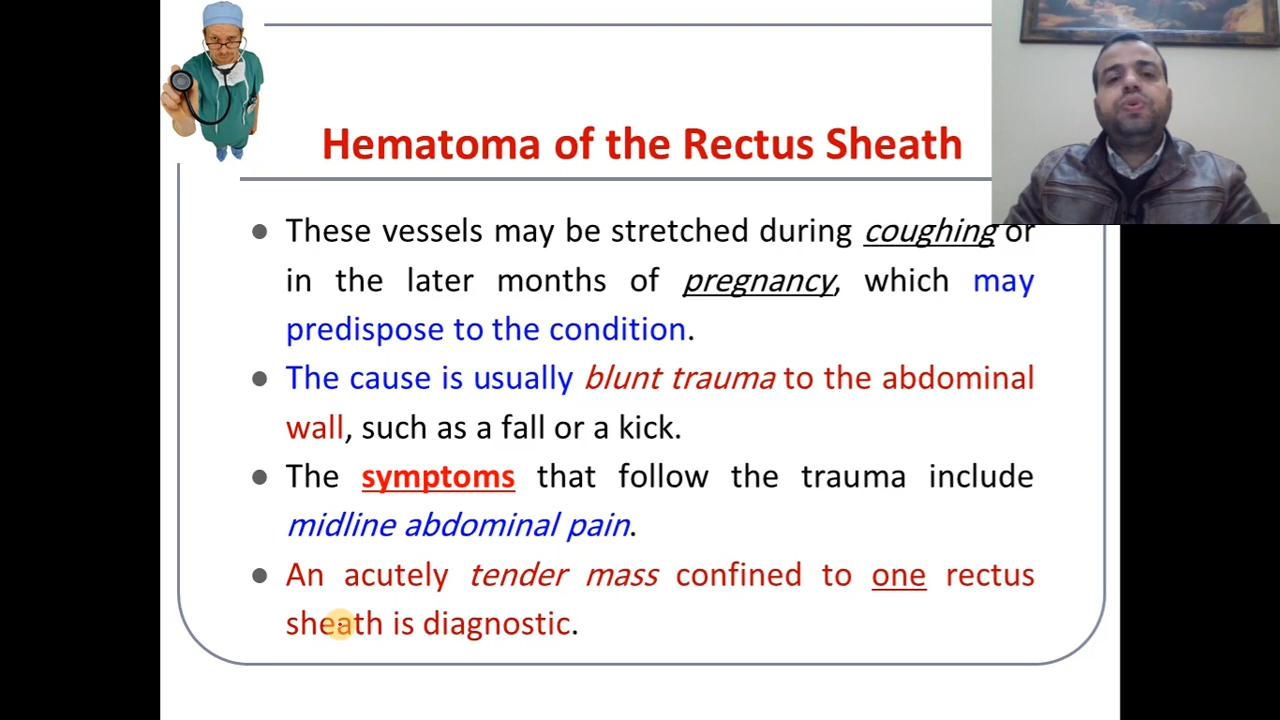 Hematoma of the Rectus Sheath
● These vessels may be stretched during coughing or
in the later months of pregnancy, which may
predispose to the condition.
● The cause is usually blunt trauma to the abdominal
wall, such as a fall or a kick.
● The symptoms that follow the trauma include
midline abdominal pain.
● An acutely tender mass confined to one rectus
sheath is diagnostic.